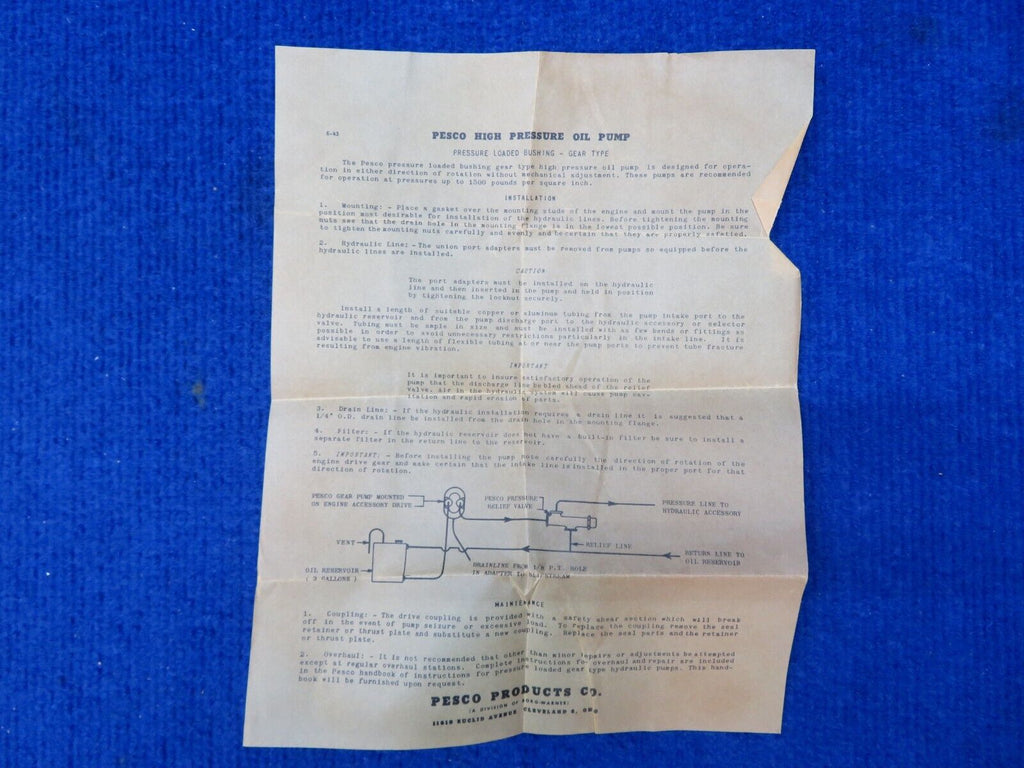 PESCO HIGH PRESSURE OIL PUMP
PRESSURE LOADED BUSHING - GEAR TYPE
The Pesco pressure loaded bushing gear type high pressure oil pump is designed for opera-
tion in either direction of rotation without mechanical adjustment. These pumps are recommended
for operation at pressures up to 1500 pounds per square inch.
INSTALLATION
1. Mounting: - Place a gasket over the mounting studs of the engine and mount the pump in the
position most desirable for installation of the hydraulic lines. Before tightening the mounting
nuts see that the drain hole in the mounting flange is in the lowest possible position. Be sure
to tighten the mounting nuts carefully and evenly and be certain that they are properly safetied.
2. Hydraulic Line: - The union port adapters must be removed from pumps so equipped before the
hydraulic lines are installed.
CAUTION
The port adapters must be installed on the hydraulic
line and then inserted in the pump and held in position
by tightening the locknut securely.
Install a length of suitable copper or aluminum tubing from the pump intake port to the
hydraulic reservoir and from the pump discharge port to the hydraulic accessory or selector
valve. Tubing must be ample in size and must be installed with as few bends or fittings as
possible in order to avoid unnecessary restrictions particularly in the intake line. It is
advisable to use a length of flexible tubing at or near the pump ports to prevent tube fracture
resulting from engine vibration.
IMPORTANT
It is important to insure satisfactory operation of the
pump that the discharge line be bled ahead of the relief
valve. Air in the hydraulic system will cause pump cav-
itation and rapid erosion of parts.
3. Drain Line: - If the hydraulic installation requires a drain line it is suggested that a
1/4" O.D. drain line be installed from the drain hole in the mounting flange.
4. Filter: - If the hydraulic reservoir does not have a built-in filter be sure to install a
separate filter in the return line to the reservoir.
5. IMPORTANT: - Before installing the pump note carefully the direction of rotation of the
engine drive gear and make certain that the intake line is installed in the proper port for that
direction of rotation.
PESCO GEAR PUMP MOUNTED
ON ENGINE ACCESSORY DRIVE
PESCO PRESSURE
RELIEF VALVE
PRESSURE LINE TO
HYDRAULIC ACCESSORY
VENT
RELIEF LINE
RETURN LINE TO
OIL RESERVOIR
OIL RESERVOIR
GALLONS)
DRAINLINE FROM 1/8 P.T. HOLE
IN ADAPTER TO SLIPSTREAM
MAINTENANCE
1. Coupling: - The drive coupling is provided with a safety shear section which will break
off in the event of pump seizure or excessive load. To replace the coupling remove the seal
retainer or thrust plate and substitute a new coupling. Replace the seal parts and the retainer
or thrust plate.
2. Overhaul: - It is not recommended that other than minor repairs or adjustments be attempted
except at regular overhaul stations. Complete instructions for overhaul and repair are included
in the Pesco handbook of instructions for pressure loaded gear type hydraulic pumps. This hand-
book will be furnished upon request.
PESCO PRODUCTS CO.
(A DIVISION OF BORG-WARNER)
11610 EUCLID AVENUE, CLEVELAND 6, OHIO